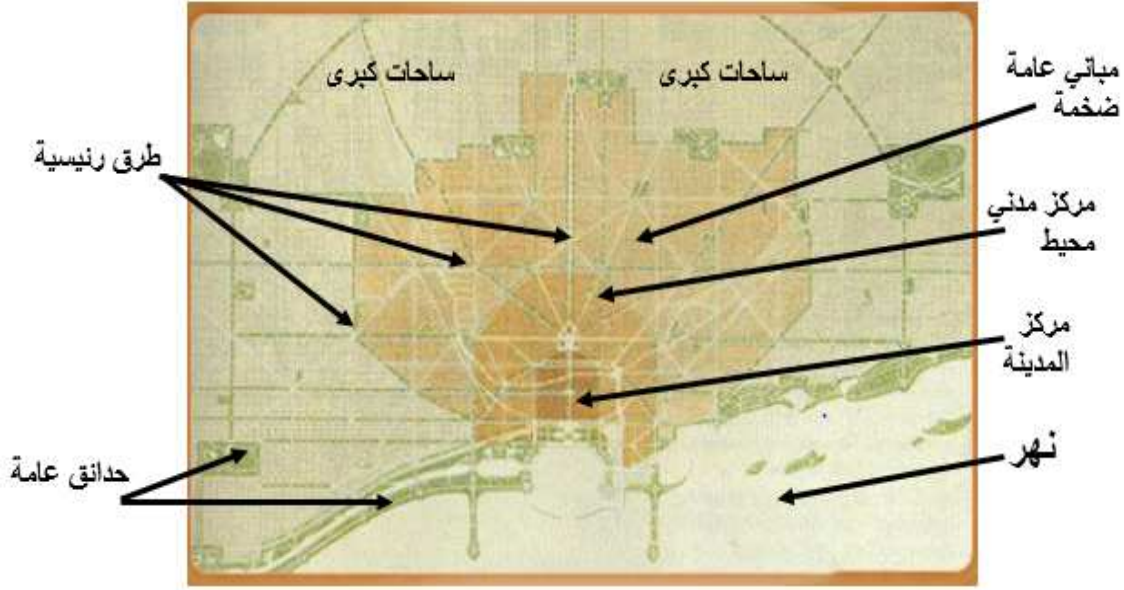 ساحات كبرى
ساحات كبرى
مباني عامة
ضخمة
طرق رئيسية
مركز مدني
محيط
مركز
المدينة
نهر
حدائق عامة